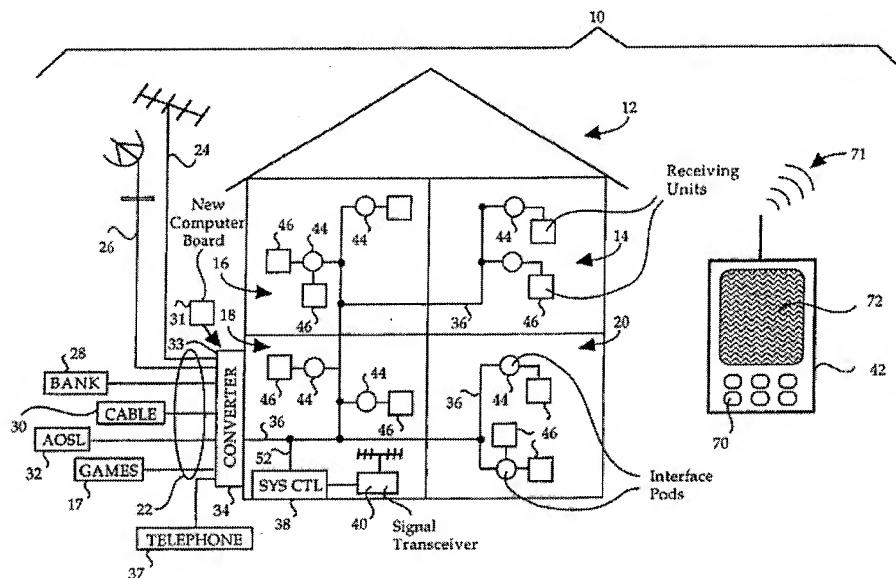 10
12
71
24
Receiving
Units
New
Computer
Board
26
46
44
44
44
14
16
46
72
31
36
46
18
20
33
28
BANK
CABLE
30
AOSL
32
GAMES
17
22
34
CONVERTER
TELEPHONE
37
46
44
44
46
36
52
SYS CTL
38
40
Signal
Transceiver
36
44
46
Interface
Pods
42
70